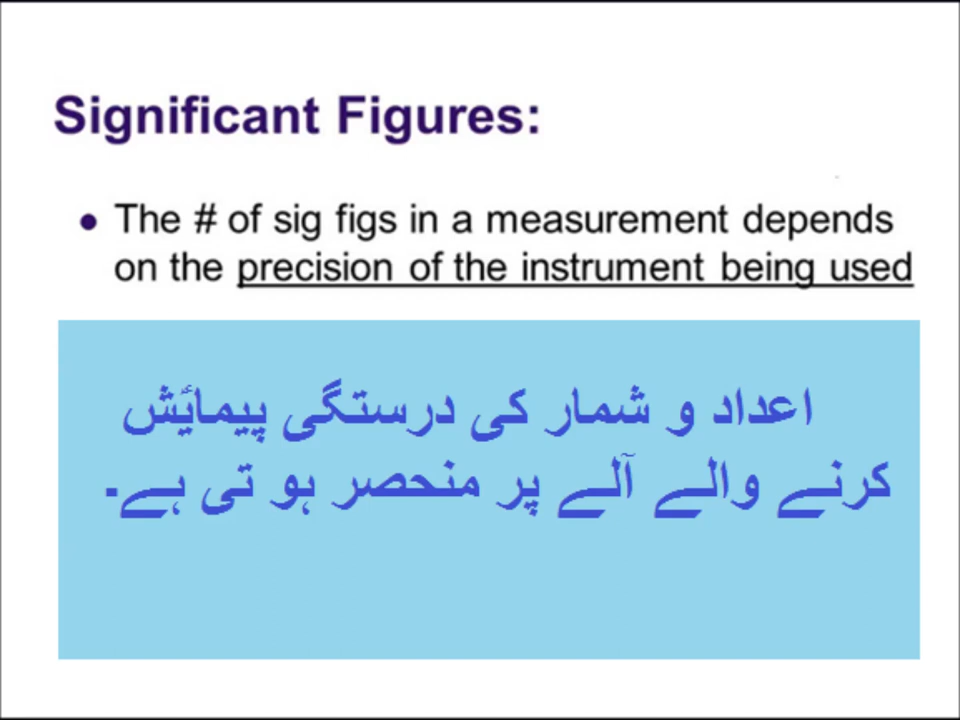 Significant Figures:
● The # of sig figs in a measurement depends
on the precision of the instrument being used
اعداد و شمار کی درستگی پیمائش
کرنے والے آلے پر منحصر ہو تی ہے۔